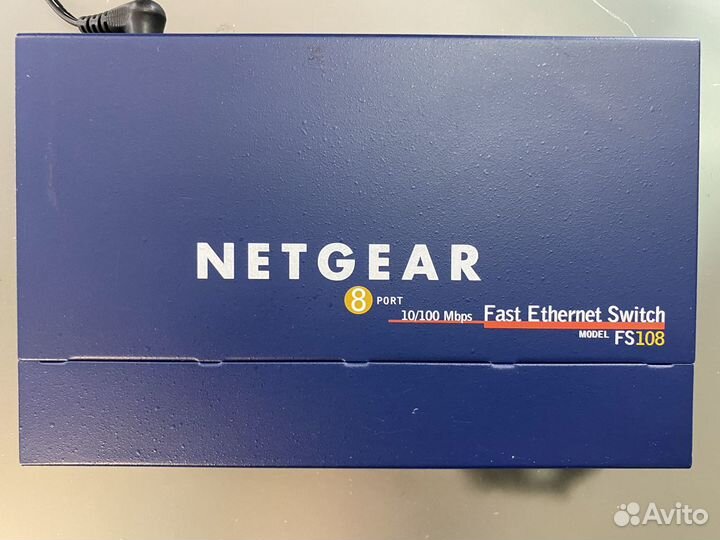 NETGEAR
8 PORT
10/100 Mbps Fast Ethernet Switch
MODEL FS108
Avito